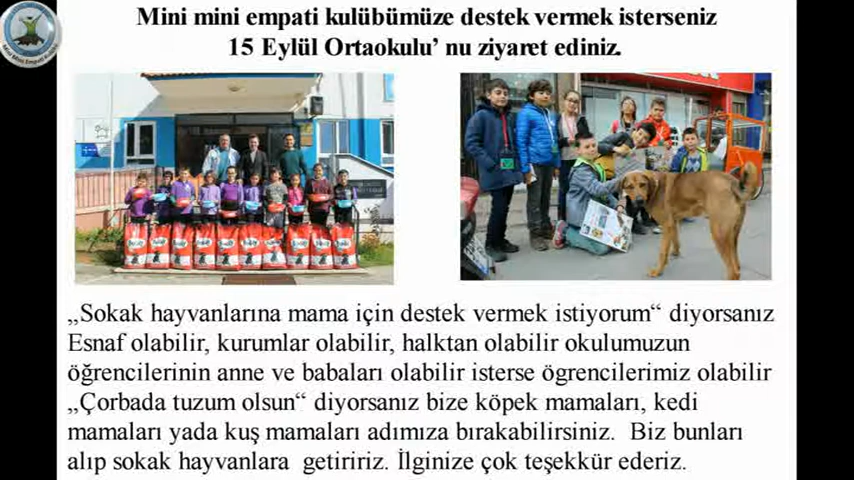 Mini mini empati kulübümüze destek vermek isterseniz
15 Eylül Ortaokulu’ nu ziyaret ediniz.
„Sokak hayvanlarına mama için destek vermek istiyorum“ diyorsanız
Esnaf olabilir, kurumlar olabilir, halktan olabilir okulumuzun
öğrencilerinin anne ve babaları olabilir isterse ögrencilerimiz olabilir
„Çorbada tuzum olsun“ diyorsanız bize köpek mamaları, kedi
mamaları yada kuş mamaları adımıza bırakabilirsiniz. Biz bunları
alıp sokak hayvanlara getiririz. İlginize çok teşekkür ederiz.